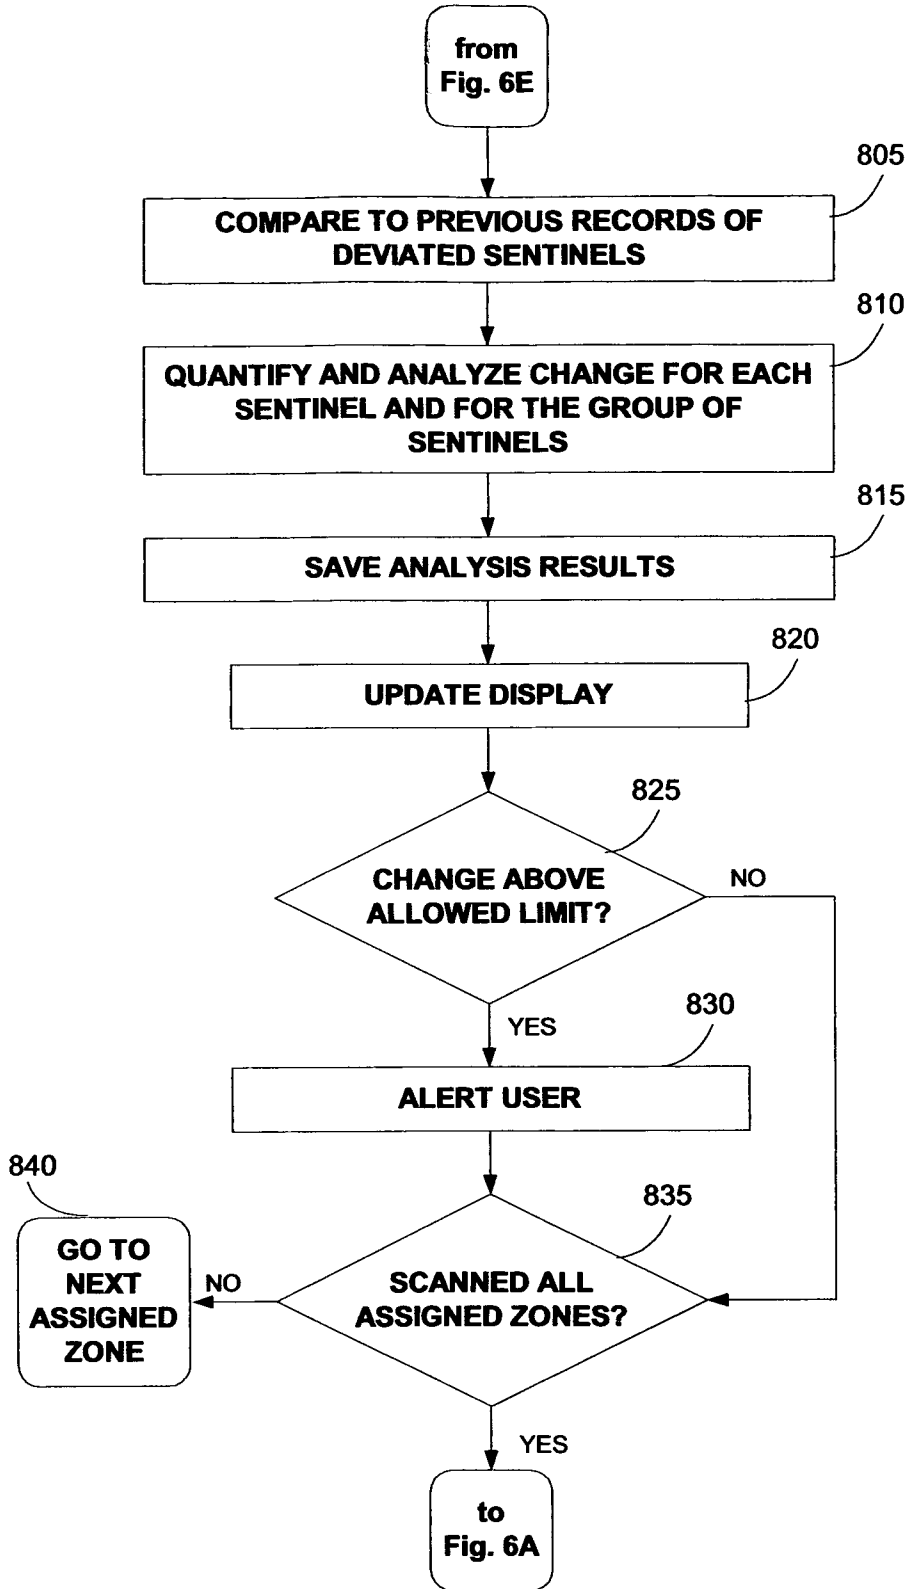 from
Fig. 6E
805
COMPARE TO PREVIOUS RECORDS OF
DEVIATED SENTINELS
810
QUANTIFY AND ANALYZE CHANGE FOR EACH
SENTINEL AND FOR THE GROUP OF
SENTINELS
815
SAVE ANALYSIS RESULTS
820
UPDATE DISPLAY
825
CHANGE ABOVE
ALLOWED LIMIT?
NO
YES
830
ALERT USER
840
835
GO TO
NEXT
ASSIGNED
ZONE
NO
SCANNED ALL
ASSIGNED ZONES?
YES
to
Fig. 6A